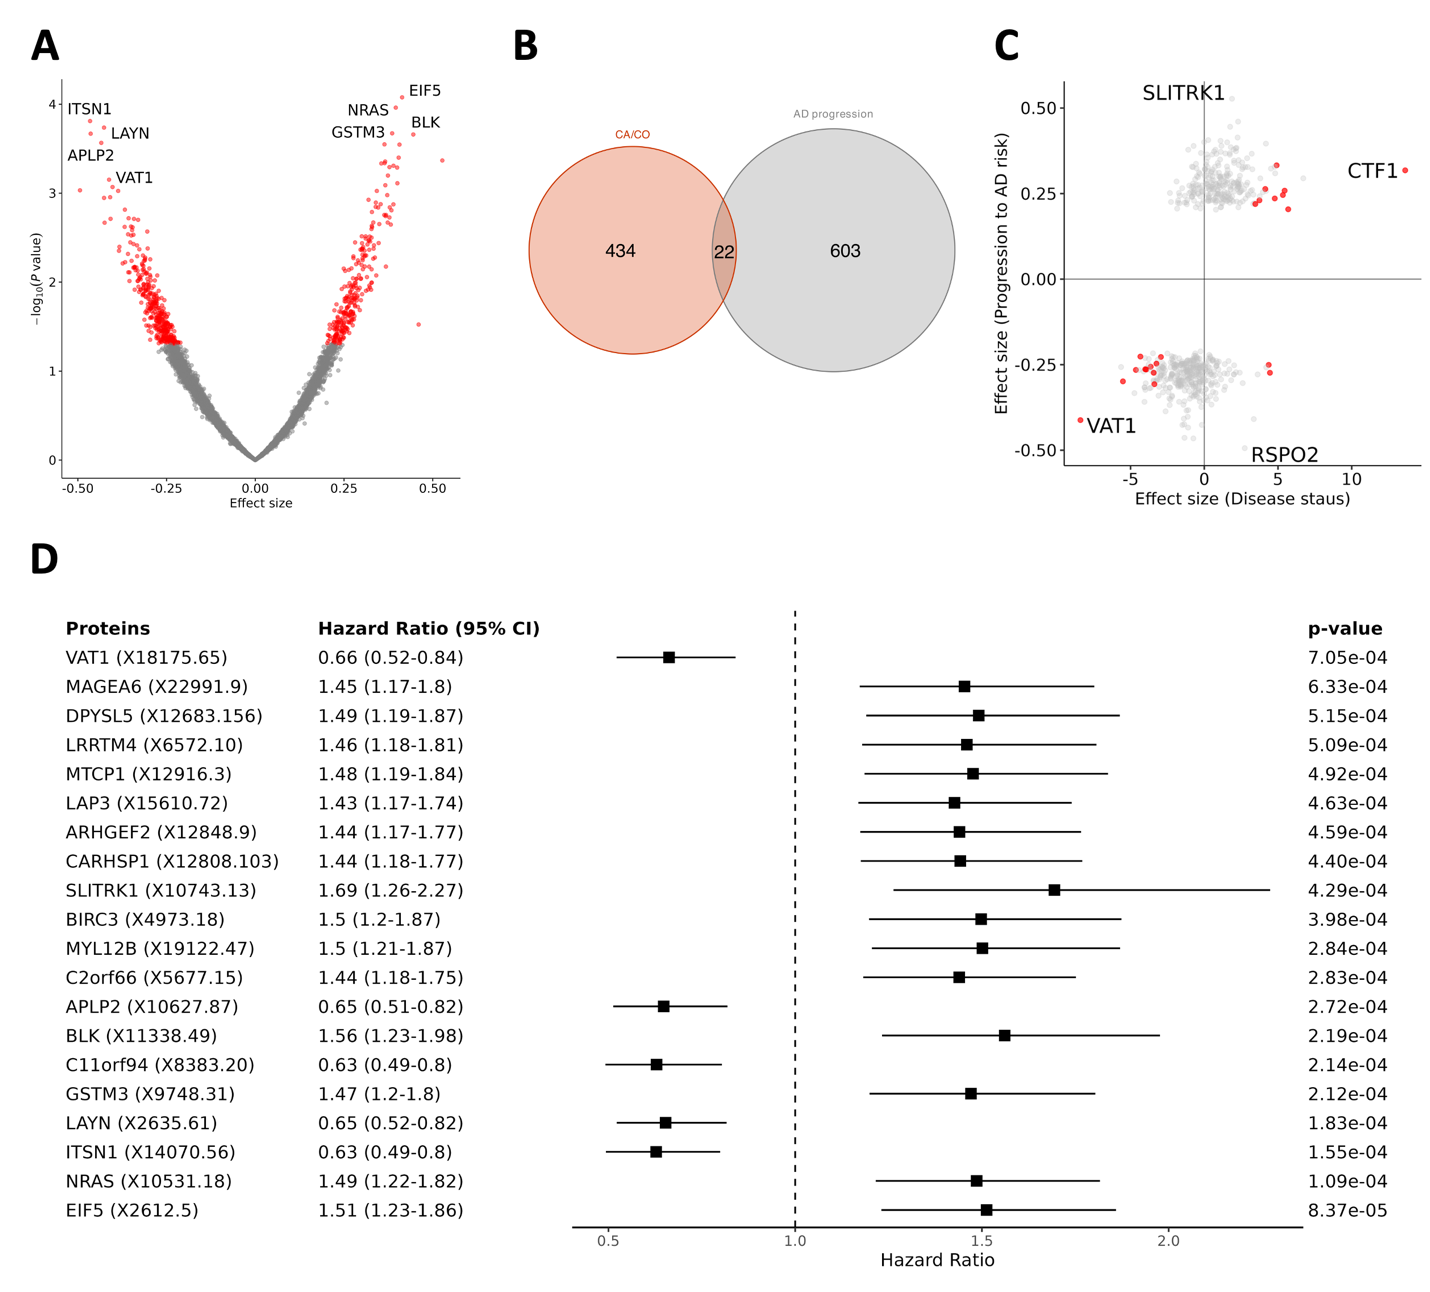 A
ITSN1
LAYN
APLP2
VAT1
EIF5
NRAS
BLK
GSTM3
4
3
2
1
0
−log10(P value)
-0.50
-0.25
0.00
0.25
0.50
Effect size
B
CA/CO
AD progression
434
22
603
C
SLITRK1
CTF1
VAT1
RSPO2
0.50
0.25
0.00
-0.25
-0.50
Effect size (Progression to AD risk)
-5
0
5
10
Effect size (Disease staus)
D
Proteins Hazard Ratio (95% CI) p-value
VAT1 (X18175.65) 0.66 (0.52-0.84) 7.05e-04
MAGEA6 (X22991.9) 1.45 (1.17-1.8) 6.33e-04
DPYSL5 (X12683.156) 1.49 (1.19-1.87) 5.15e-04
LRRTM4 (X6572.10) 1.46 (1.18-1.81) 5.09e-04
MTCP1 (X12916.3) 1.48 (1.19-1.84) 4.92e-04
LAP3 (X15610.72) 1.43 (1.17-1.74) 4.63e-04
ARHGEF2 (X12848.9) 1.44 (1.17-1.77) 4.59e-04
CARHSP1 (X12808.103) 1.44 (1.18-1.77) 4.40e-04
SLITRK1 (X10743.13) 1.69 (1.26-2.27) 4.29e-04
BIRC3 (X4973.18) 1.5 (1.2-1.87) 3.98e-04
MYL12B (X19122.47) 1.5 (1.21-1.87) 2.84e-04
C2orf66 (X5677.15) 1.44 (1.18-1.75) 2.83e-04
APLP2 (X10627.87) 0.65 (0.51-0.82) 2.72e-04
BLK (X11338.49) 1.56 (1.23-1.98) 2.19e-04
C11orf94 (X8383.20) 0.63 (0.49-0.8) 2.14e-04
GSTM3 (X9748.31) 1.47 (1.2-1.8) 2.12e-04
LAYN (X2635.61) 0.65 (0.52-0.82) 1.83e-04
ITSN1 (X14070.56) 0.63 (0.49-0.8) 1.55e-04
NRAS (X10531.18) 1.49 (1.22-1.82) 1.09e-04
EIF5 (X2612.5) 1.51 (1.23-1.86) 8.37e-05
0.5
1.0
1.5
2.0
Hazard Ratio